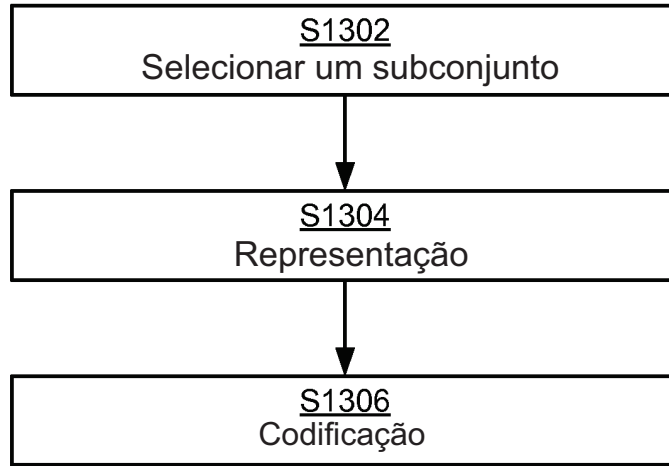 S1302
Selecionar um subconjunto
S1304
Representação
S1306
Codificação